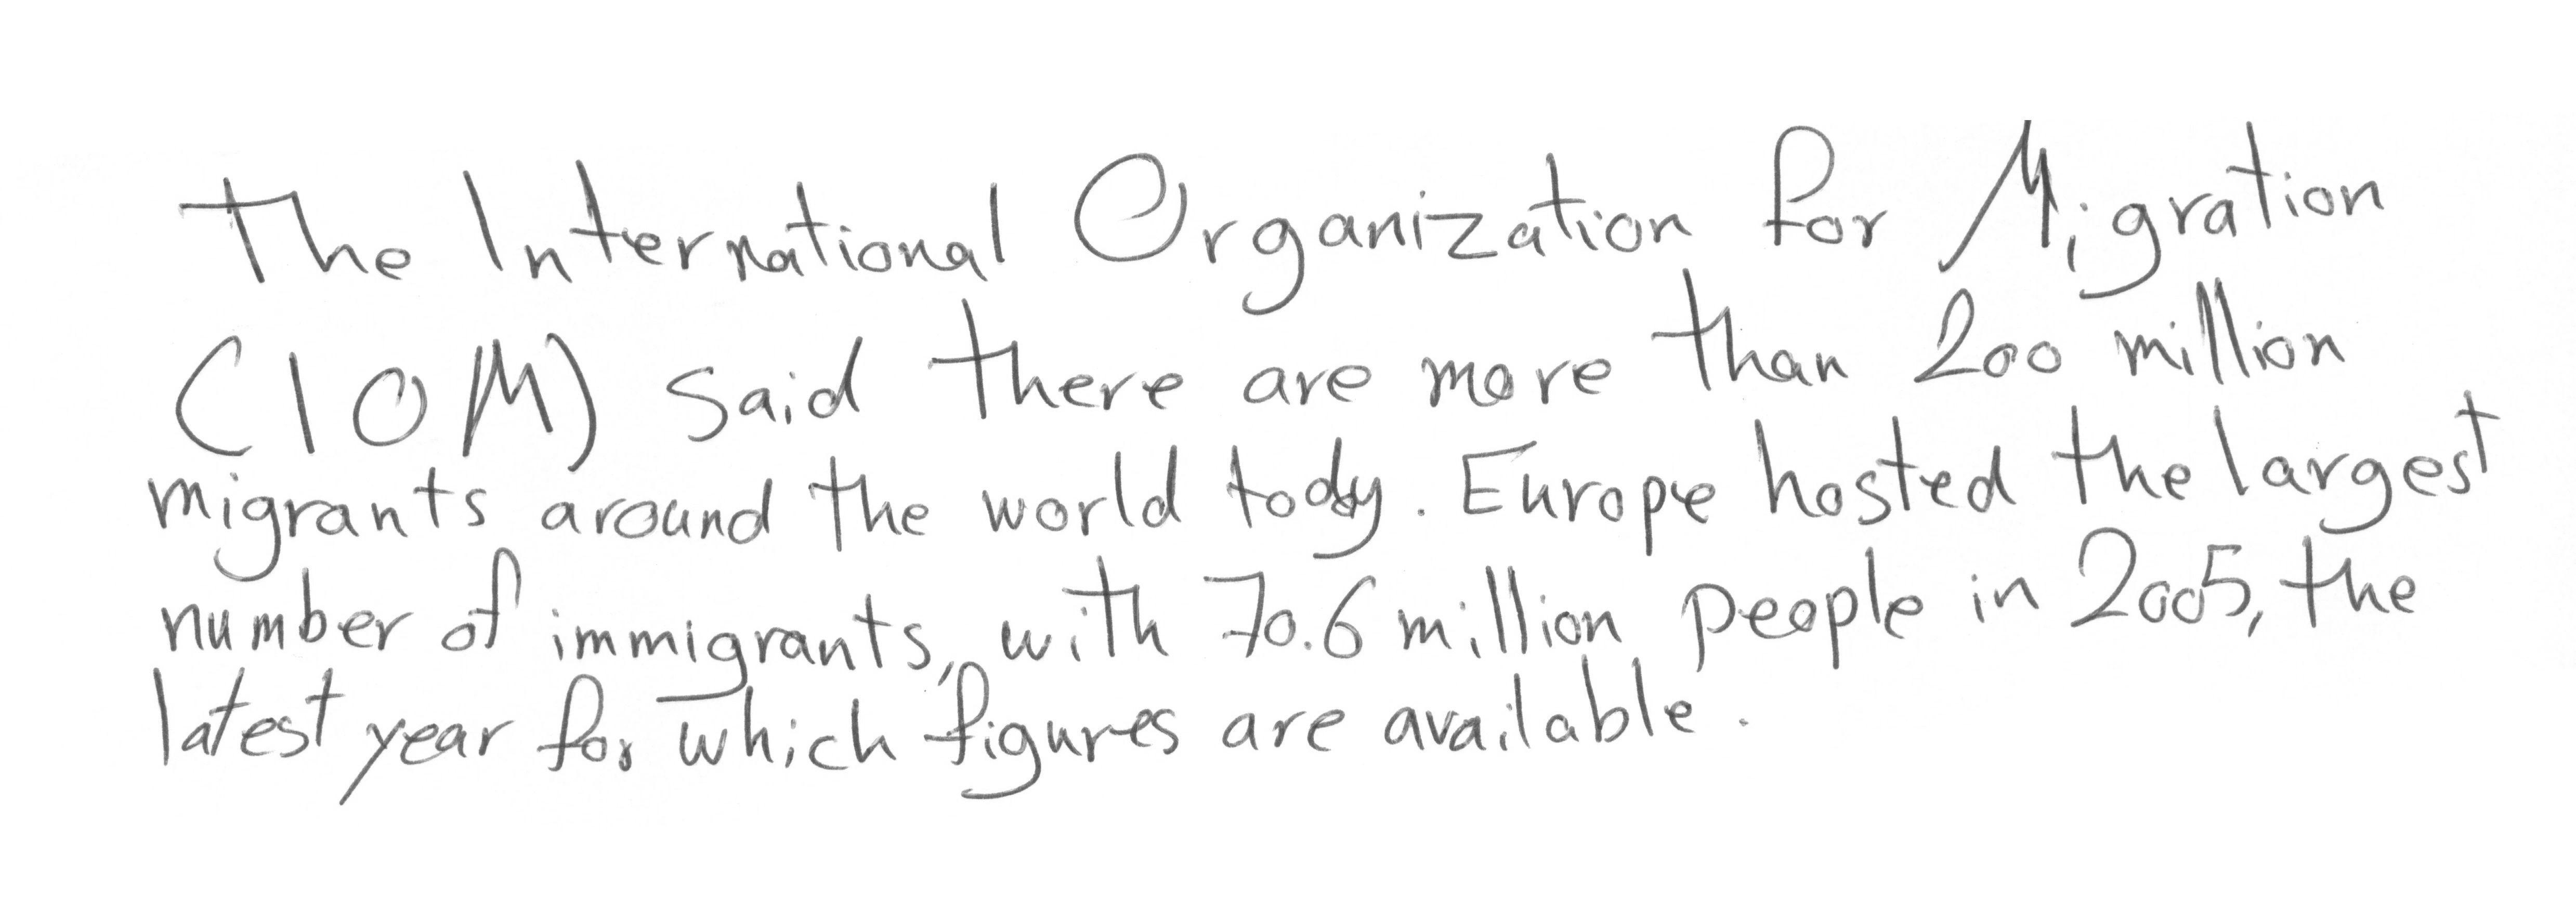 The International Organization for Migration
(IOM) said there are more than 200 million
migrants around the world today. Europe hosted the largest
number of immigrants, with 70.6 million people in 2005, the
latest year for which figures are available.